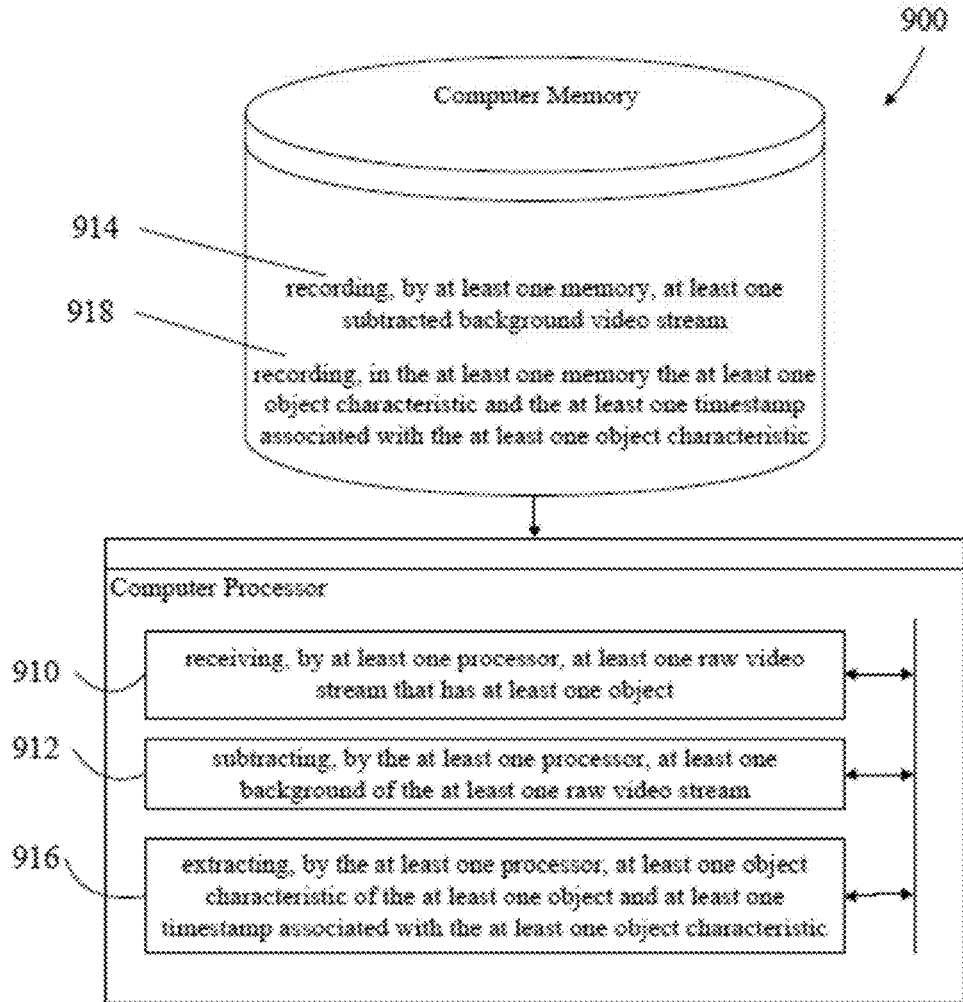 900
Computer Memory
914
recording, by at least one memory, at least one
subtracted background video stream
918
recording, in the at least one memory the at least one
object characteristic and the at least one timestamp
associated with the at least one object characteristic
Computer Processor
910
receiving, by at least one processor, at least one raw video
stream that has at least one object
912
subtracting, by the at least one processor, at least one
background of the at least one raw video stream
916
extracting, by the at least one processor, at least one object
characteristic of the at least one object and at least one
timestamp associated with the at least one object characteristic